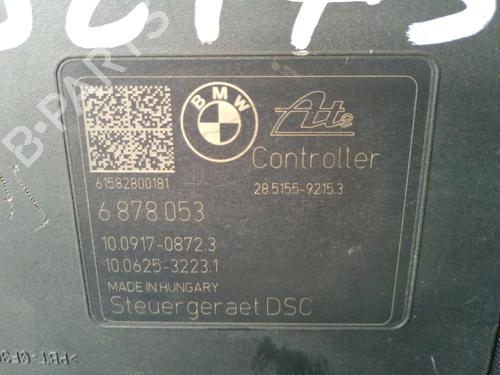 BMW
Ate
Controller
61582800181
28.5155-9215.3
6 878 053
10.0917-0872.3
10.0625-3223.1
MADE IN HUNGARY
Steuergeraet DSC
B-PARTS